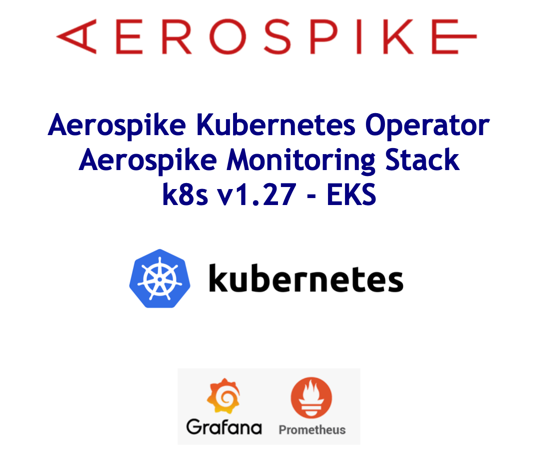 AEROSPIKE
Aerospike Kubernetes Operator
Aerospike Monitoring Stack
k8s v1.27 - EKS
kubernetes
Grafana Prometheus